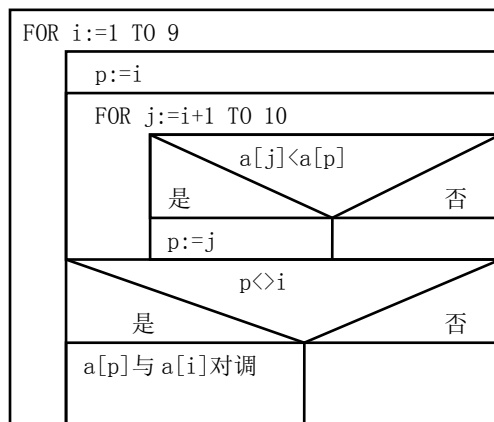 FOR i:=1 TO 9
p:=i
FOR j:=i+1 TO 10
a[j]<a[p]
是 否
p:=j
p<>i
是 否
a[p]与a[i]对调